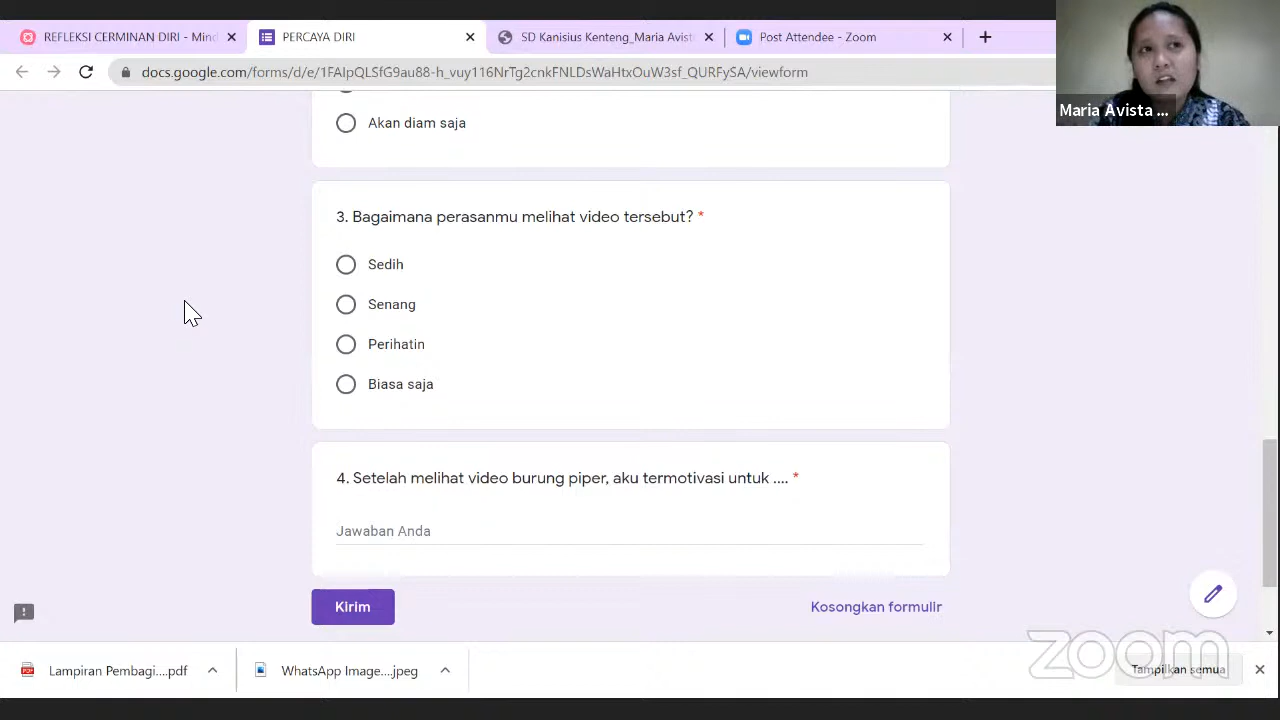 REFLEKSI CERMINAN DIRI - Mind
PERCAYA DIRI
SD Kanisius Kenteng_Maria Avist
Post Attendee - Zoom
docs.google.com/forms/d/e/1FAIpQLSfG9au88-h_vuy116NrTg2cnkFNLDsWaHtxOuW3sf_QURFySA/viewform
Maria Avista ...
Akan diam saja
3. Bagaimana perasanmu melihat video tersebut? *
Sedih
Senang
Perihatin
Biasa saja
4. Setelah melihat video burung piper, aku termotivasi untuk .... *
Jawaban Anda
Kirim
Kosongkan formulir
zoom
PDF
Lampiran Pembagi....pdf
WhatsApp Image....jpeg
Tampilkan semua